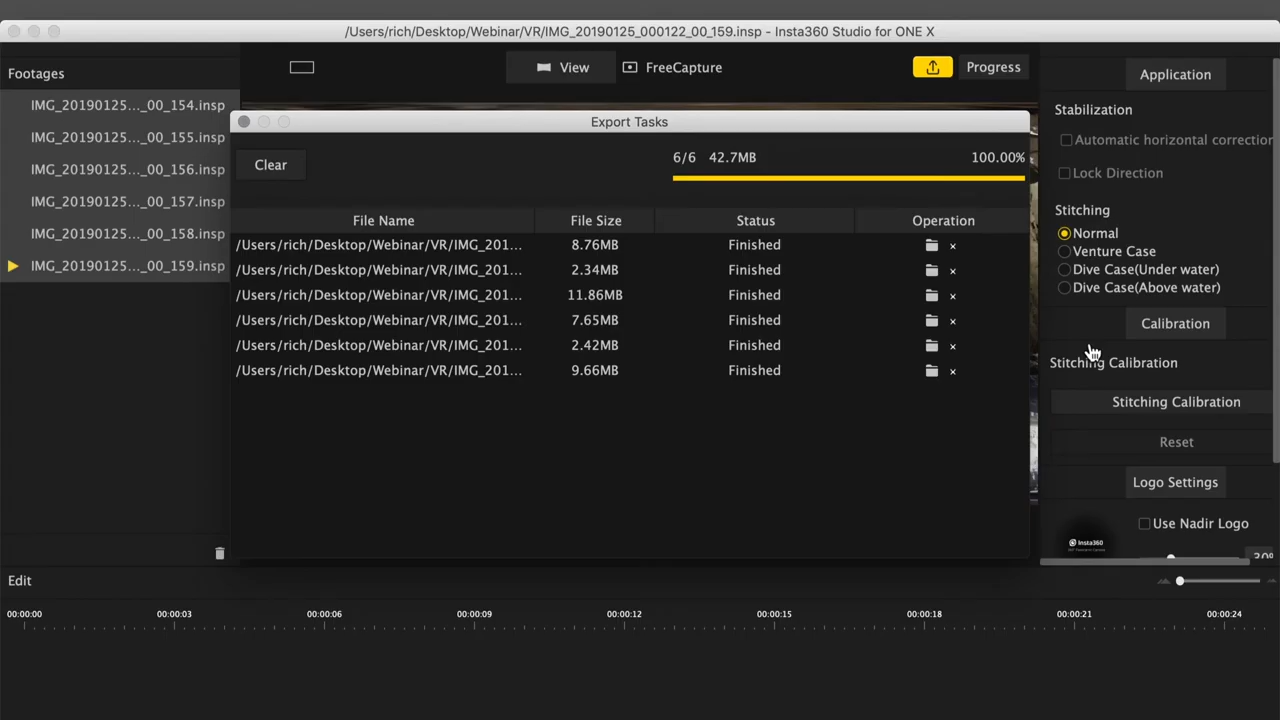 /Users/rich/Desktop/Webinar/VR/IMG_20190125_000122_00_159.insp - Insta360 Studio for ONE X
Footages
View
FreeCapture
Progress
Application
IMG_20190125..._00_154.insp
IMG_20190125..._00_155.insp
IMG_20190125..._00_156.insp
IMG_20190125..._00_157.insp
IMG_20190125..._00_158.insp
IMG_20190125..._00_159.insp
Export Tasks
Clear
6/6 42.7MB 100.00%
File Name File Size Status Operation
/Users/rich/Desktop/Webinar/VR/IMG_201... 8.76MB Finished
/Users/rich/Desktop/Webinar/VR/IMG_201... 2.34MB Finished
/Users/rich/Desktop/Webinar/VR/IMG_201... 11.86MB Finished
/Users/rich/Desktop/Webinar/VR/IMG_201... 7.65MB Finished
/Users/rich/Desktop/Webinar/VR/IMG_201... 2.42MB Finished
/Users/rich/Desktop/Webinar/VR/IMG_201... 9.66MB Finished
Stabilization
Automatic horizontal correction
Lock Direction
Stitching
Normal
Venture Case
Dive Case(Under water)
Dive Case(Above water)
Calibration
Stitching Calibration
Stitching Calibration
Reset
Logo Settings
Use Nadir Logo
Insta360
30%
Edit
00:00:00 00:00:03 00:00:06 00:00:09 00:00:12 00:00:15 00:00:18 00:00:21 00:00:24